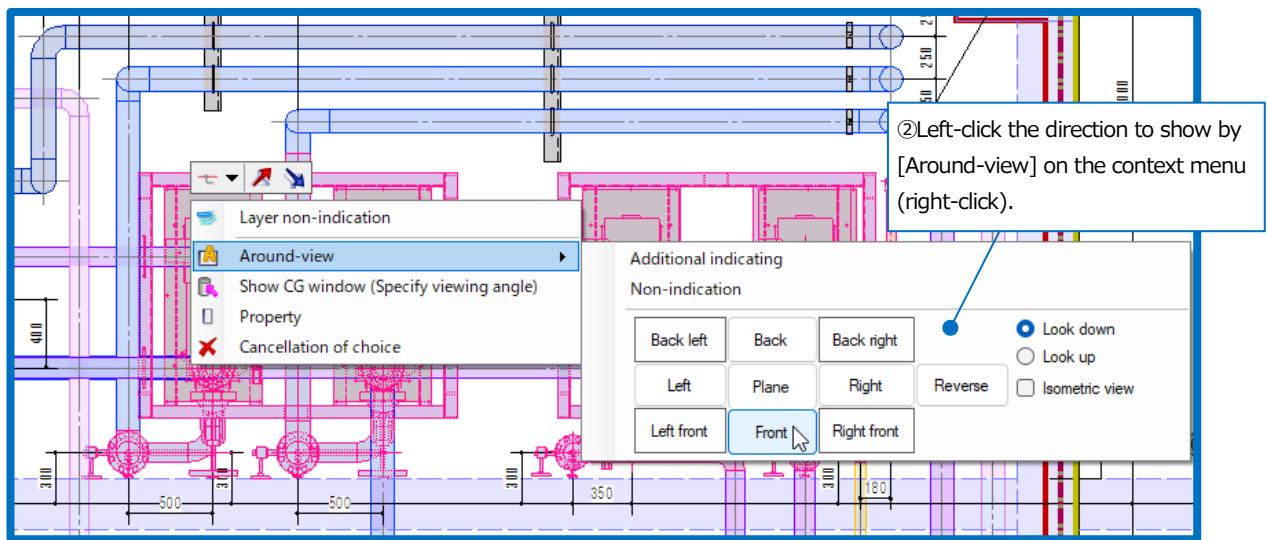 250
②Left-click the direction to show by
[Around-view] on the context menu
(right-click).
Layer non-indication
Around-view
Show CG window (Specify viewing angle)
Property
Cancellation of choice
Additional indicating
Non-indication
Back left
Back
Back right
Look down
Look up
Left
Plane
Right
Reverse
Isometric view
Left front
Front
Right front
400
300
300
300
300
500
500
350
180